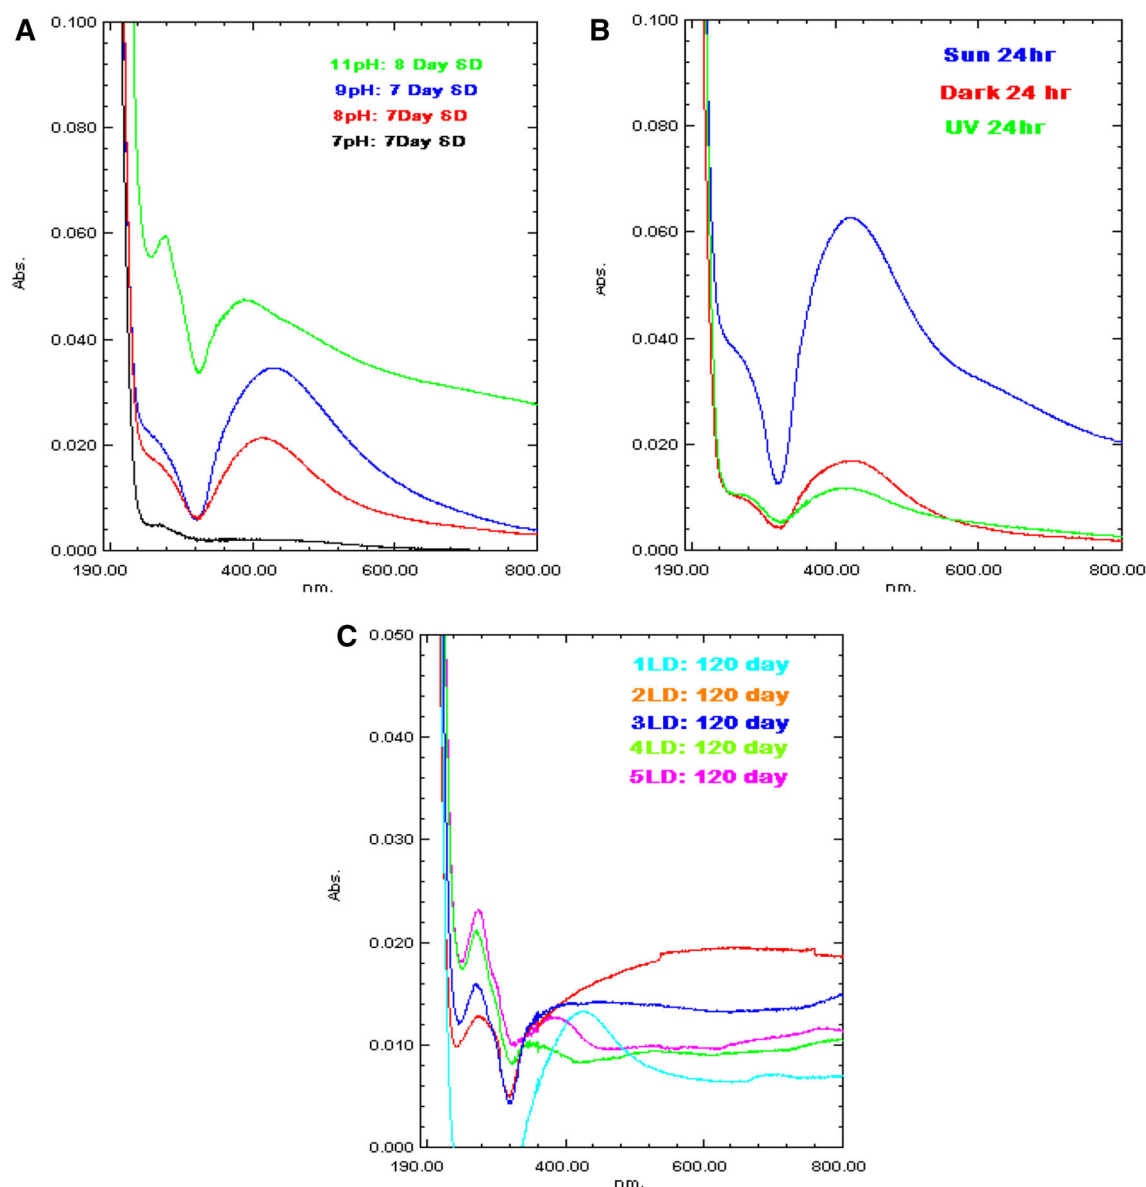 A
0.100
0.080
0.060
0.040
0.020
0.000
Abs.
11pH: 8 Day SD
9pH: 7 Day SD
8pH: 7Day SD
7pH: 7Day SD
190.00
400.00
600.00
800.00
nm.
B
0.100
0.080
0.060
0.040
0.020
0.000
Abs.
Sun 24hr
Dark 24 hr
UV 24hr
190.00
400.00
600.00
800.00
nm.
C
0.050
0.040
0.030
0.020
0.010
0.000
Abs.
1LD: 120 day
2LD: 120 day
3LD: 120 day
4LD: 120 day
5LD: 120 day
190.00
400.00
600.00
800.00
nm.